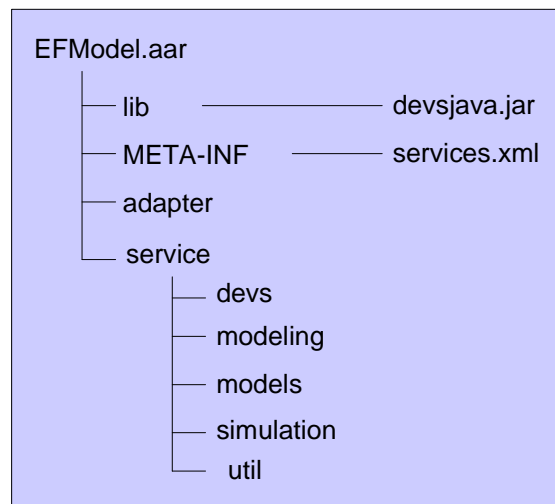 EFModel.aar
lib devsjava.jar
META-INF services.xml
adapter
service
devs
modeling
models
simulation
util